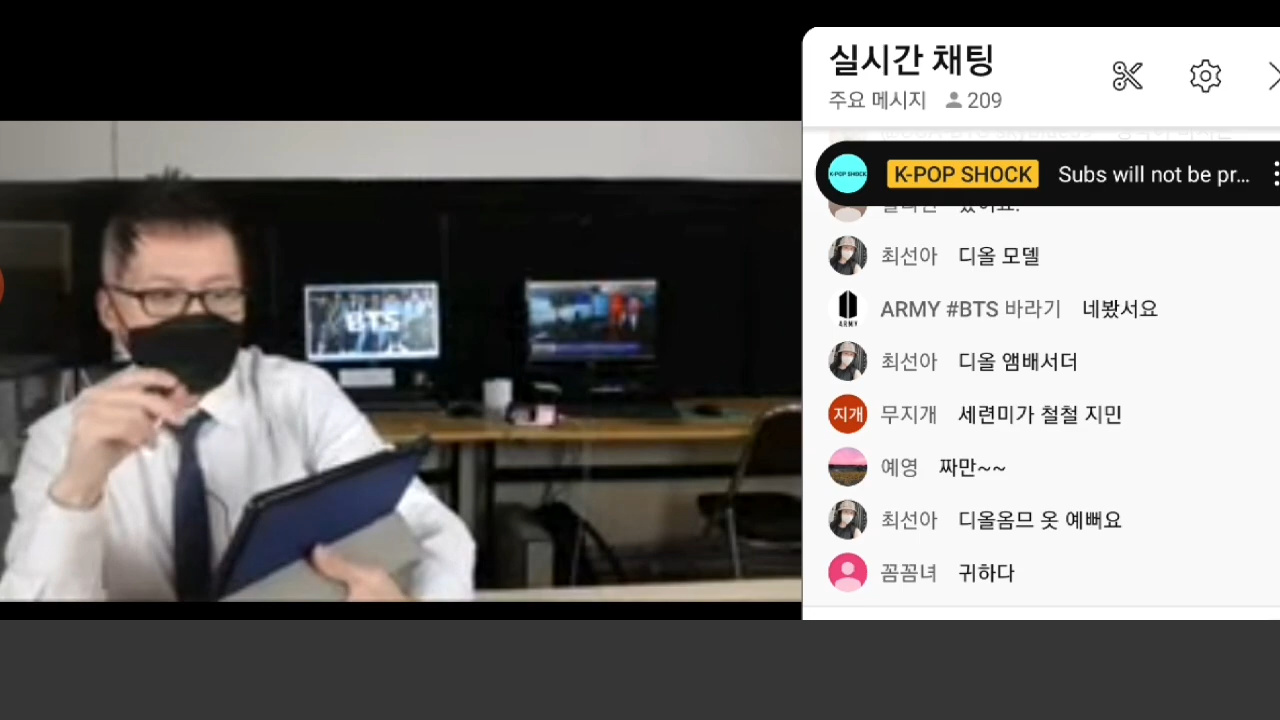 실시간 채팅
주요 메시지 209
K-POP SHOCK K-POP SHOCK Subs will not be pr...
최선아 디올 모델
ARMY ARMY #BTS 바라기 네봤서요
최선아 디올 앰배서더
지개 무지개 세련미가 철철 지민
예영 짜만~~
최선아 디올옴므 옷 예뻐요
꼼꼼녀 귀하다
BTS